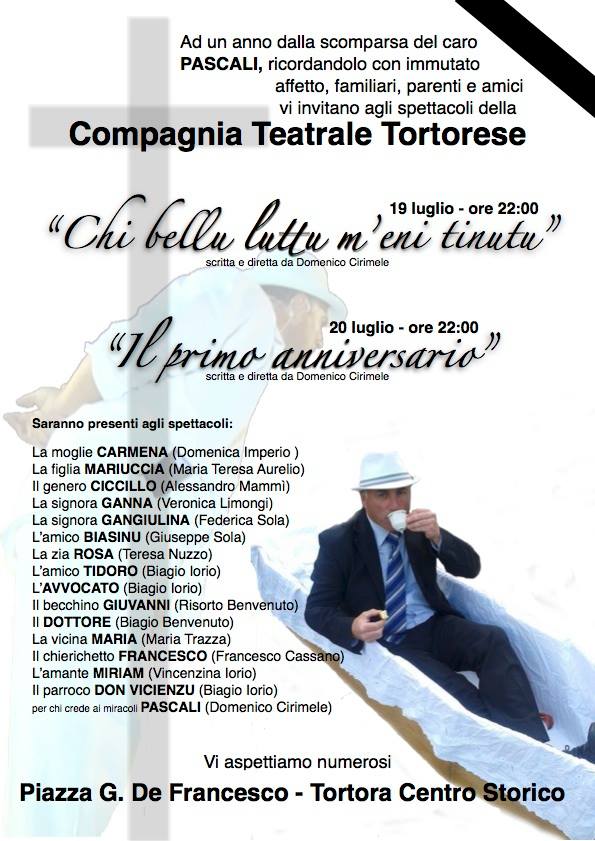 Ad un anno dalla scomparsa del caro
PASCALI, ricordandolo con immutato
affetto, familiari, parenti e amici
vi invitano agli spettacoli della
Compagnia Teatrale Tortorese
19 luglio - ore 22:00
“Chi bellu luttu m’eni tinutu”
scritta e diretta da Domenico Cirimele
20 luglio - ore 22:00
“Il primo anniversario”
scritta e diretta da Domenico Cirimele
Saranno presenti agli spettacoli:
La moglie CARMENA (Domenica Imperio )
La figlia MARIUCCIA (Maria Teresa Aurelio)
Il genero CICCILLO (Alessandro Mammì)
La signora GANNA (Veronica Limongi)
La signora GANGIULINA (Federica Sola)
L’amico BIASINU (Giuseppe Sola)
La zia ROSA (Teresa Nuzzo)
L’amico TIDORO (Biagio Iorio)
L’AVVOCATO (Biagio Iorio)
Il becchino GIUVANNI (Risorto Benvenuto)
Il DOTTORE (Biagio Benvenuto)
La vicina MARIA (Maria Trazza)
Il chierichetto FRANCESCO (Francesco Cassano)
L’amante MIRIAM (Vincenzina Iorio)
Il parroco DON VICIENZU (Biagio Iorio)
per chi crede ai miracoli PASCALI (Domenico Cirimele)
Vi aspettiamo numerosi
Piazza G. De Francesco - Tortora Centro Storico